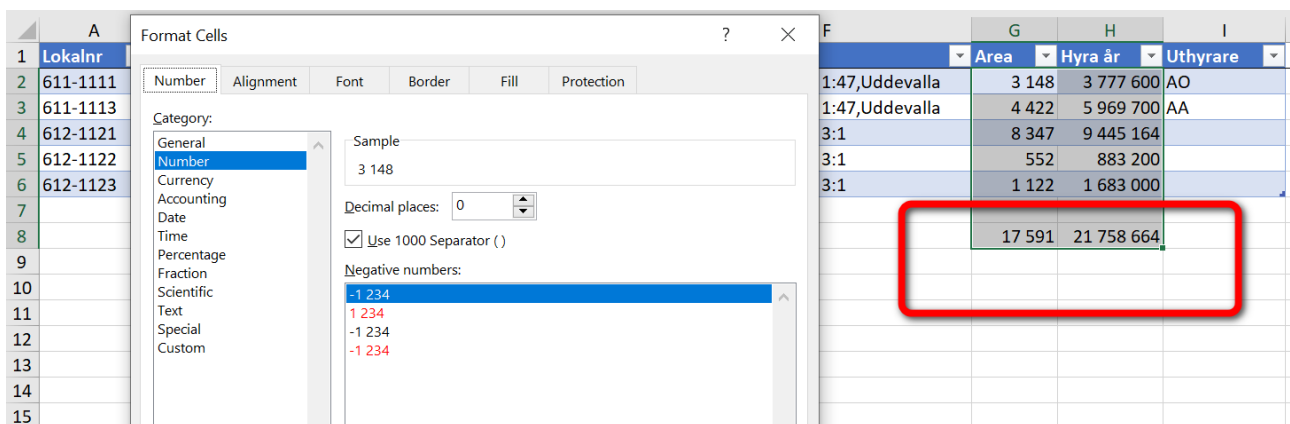 A F G H I
Format Cells ? ×
1 Lokalnr Area Hyra år Uthyrare
2 611-1111 1:47,Uddevalla 3 148 3 777 600 AO
3 611-1113 1:47,Uddevalla 4 422 5 969 700 AA
4 612-1121 3:1 8 347 9 445 164
5 612-1122 3:1 552 883 200
6 612-1123 3:1 1 122 1 683 000
7
8 17 591 21 758 664
9
10
11
12
13
14
15
Number Alignment Font Border Fill Protection
Category:
General
Number
Currency
Accounting
Date
Time
Percentage
Fraction
Scientific
Text
Special
Custom
Sample
3 148
Decimal places: 0
Use 1000 Separator ( )
Negative numbers:
-1 234
1 234
-1 234
-1 234